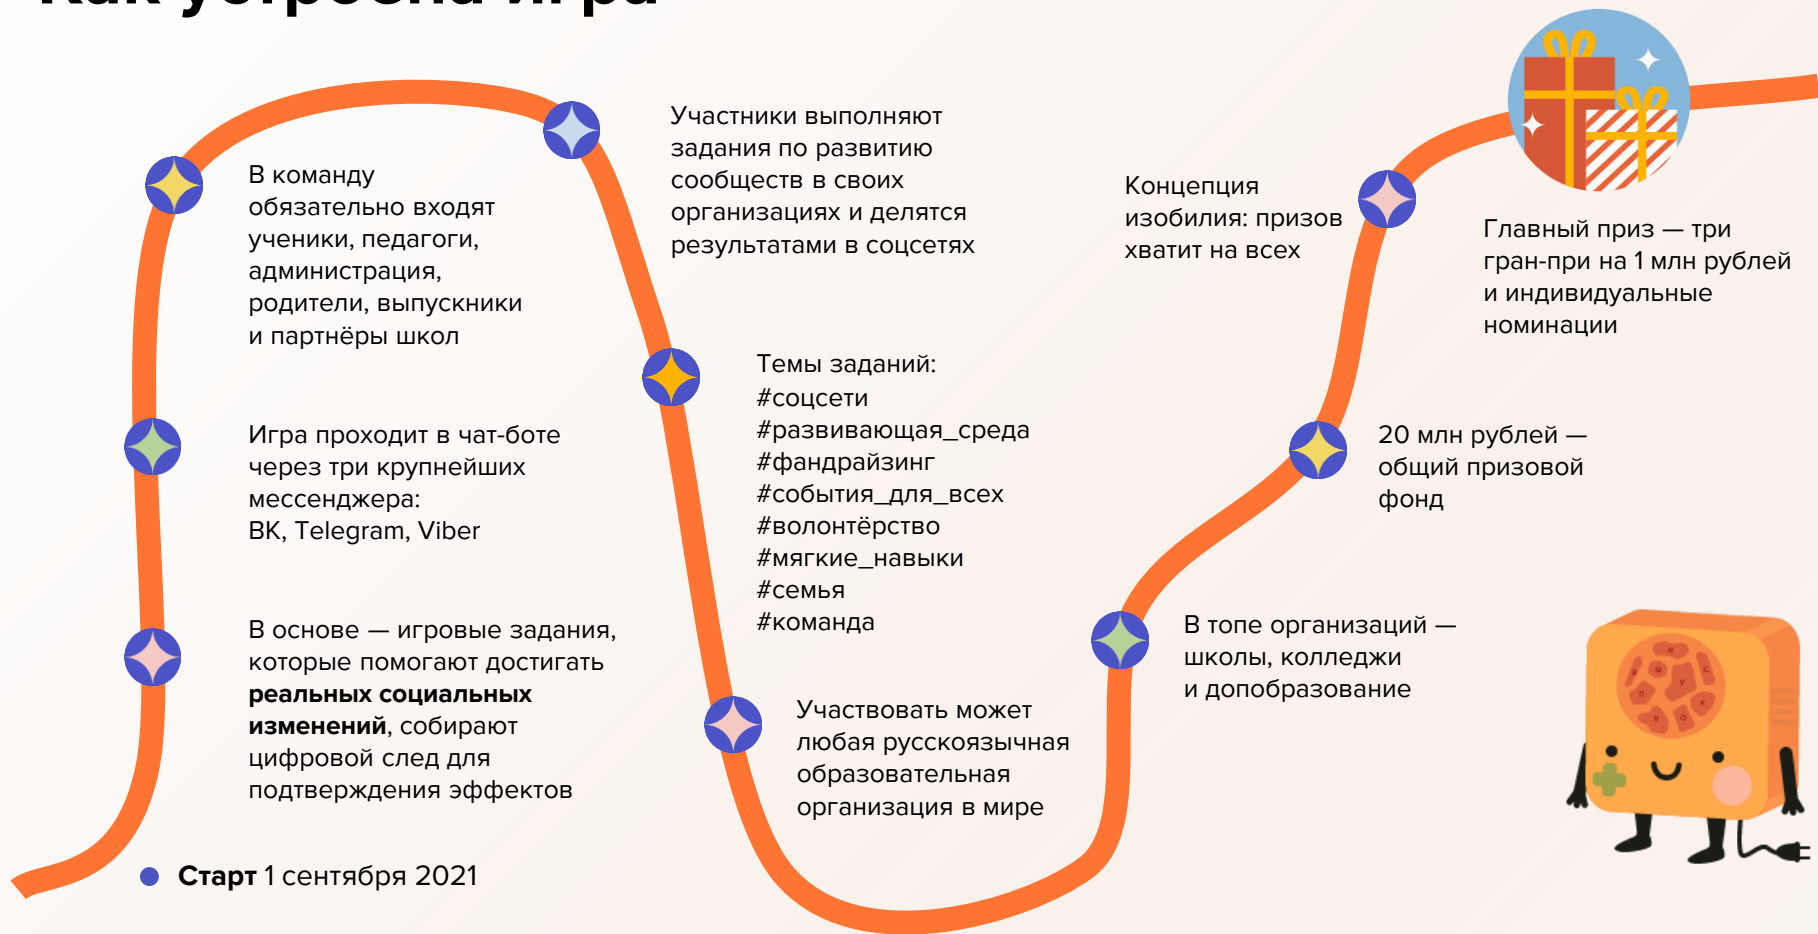 Как устроена игра
В команду
обязательно входят
ученики, педагоги,
администрация,
родители, выпускники
и партнёры школ
Игра проходит в чат-боте
через три крупнейших
мессенджера:
ВК, Telegram, Viber
В основе — игровые задания,
которые помогают достигать
реальных социальных
изменений, собирают
цифровой след для
подтверждения эффектов
Старт 1 сентября 2021
Участники выполняют
задания по развитию
сообществ в своих
организациях и делятся
результатами в соцсетях
Темы заданий:
#соцсети
#развивающая_среда
#фандрайзинг
#события_для_всех
#волонтёрство
#мягкие_навыки
#семья
#команда
Участвовать может
любая русскоязычная
образовательная
организация в мире
Концепция
изобилия: призов
хватит на всех
Главный приз — три
гран-при на 1 млн рублей
и индивидуальные
номинации
20 млн рублей —
общий призовой
фонд
В топе организаций —
школы, колледжи
и допобразование